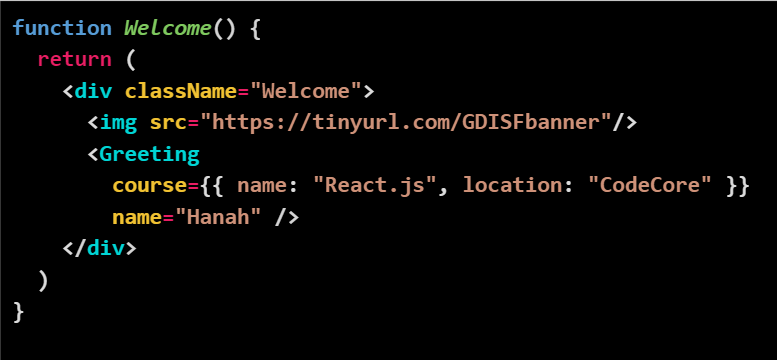 function Welcome() {
  return (
    <div className="Welcome">
      <img src="https://tinyurl.com/GDISFbanner"/>
      <Greeting
        course={{ name: "React.js", location: "CodeCore" }}
        name="Hanah" />
    </div>
  )
}